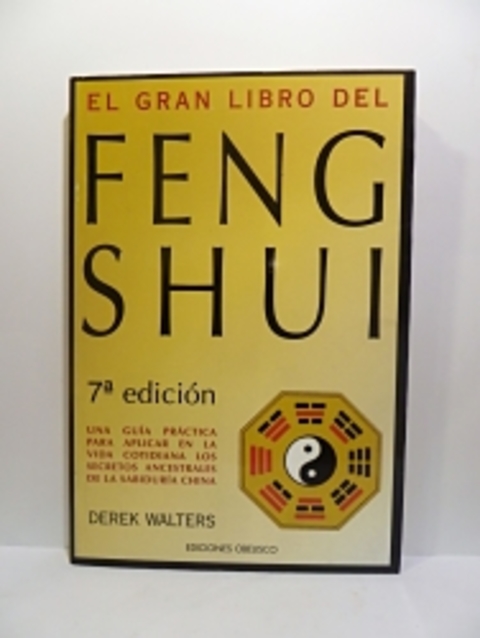 EL GRAN LIBRO DEL
FENG
SHUI
7ª edición
UNA GUÍA PRÁCTICA
PARA APLICAR EN LA
VIDA COTIDIANA LOS
SECRETOS ANCESTRALES
DE LA SABIDURÍA CHINA
DEREK WALTERS
EDICIONES OBELISCO